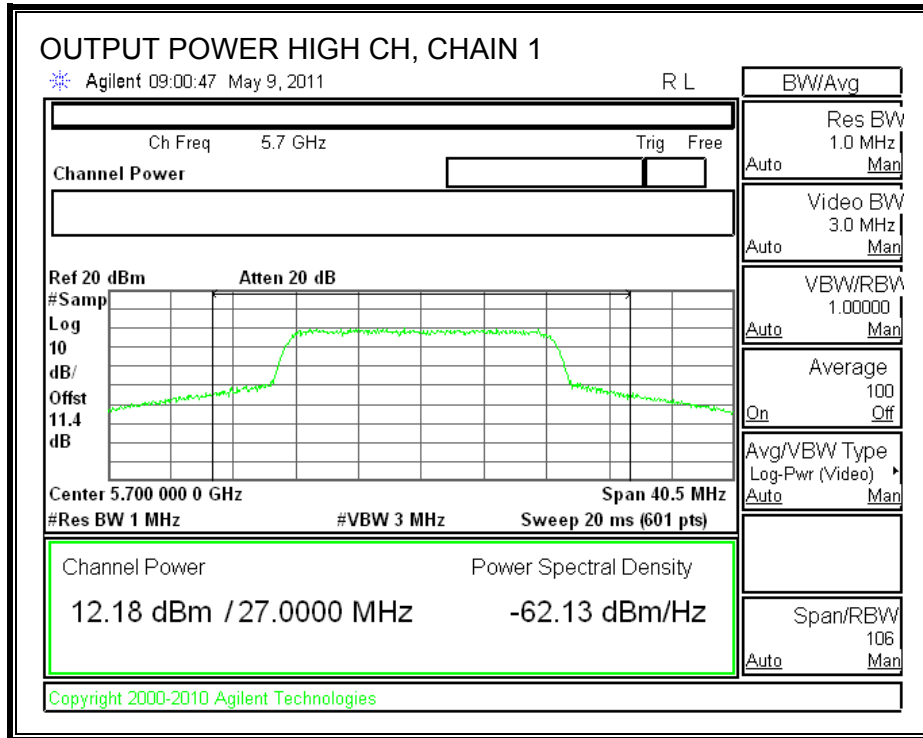 OUTPUT POWER HIGH CH, CHAIN 1
Agilent 09:00:47 May 9, 2011 R L
BW/Avg
Ch Freq 5.7 GHz Trig Free
Channel Power
Res BW
1.0 MHz
Auto Man
Video BW
3.0 MHz
Auto Man
VBW/RBW
1.00000
Auto Man
Average
100
On Off
Avg/VBW Type
Log-Pwr (Video)
Auto Man
Span/RBW
106
Auto Man
Ref 20 dBm Atten 20 dB
#Samp
Log
10
dB/
Offst
11.4
dB
Center 5.700 000 0 GHz Span 40.5 MHz
#Res BW 1 MHz #VBW 3 MHz Sweep 20 ms (601 pts)
Channel Power Power Spectral Density
12.18 dBm / 27.0000 MHz -62.13 dBm/Hz
Copyright 2000-2010 Agilent Technologies